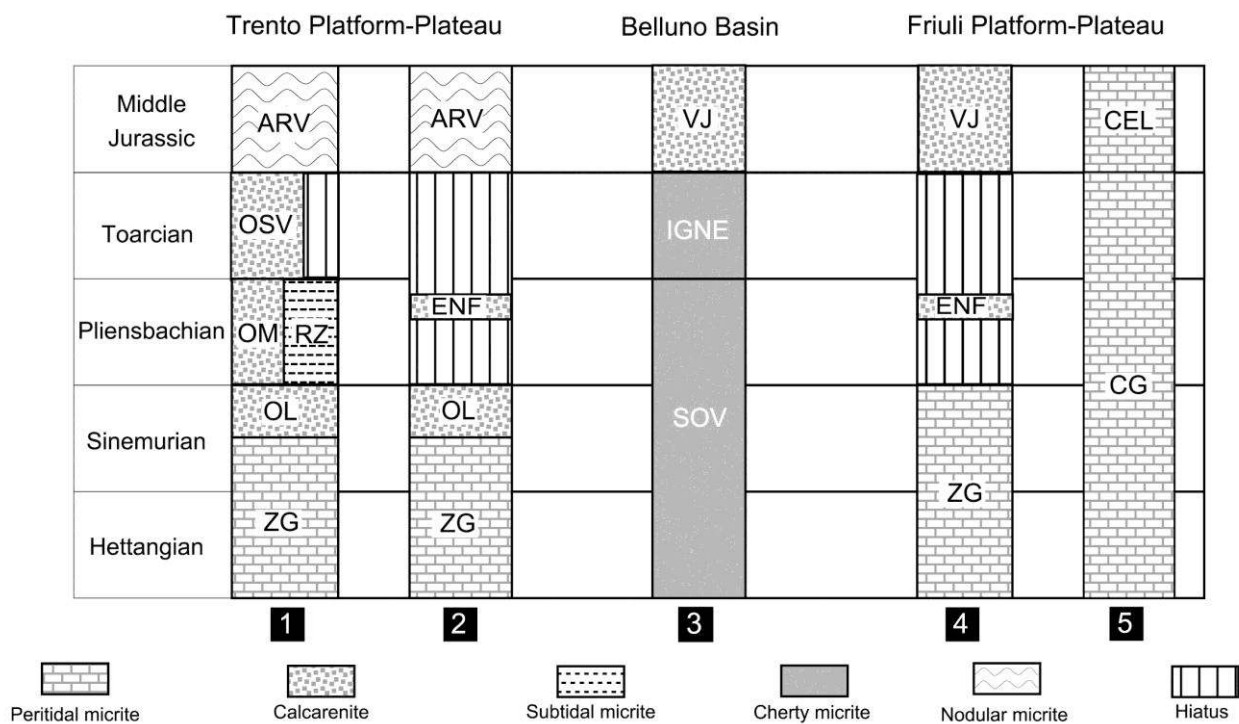 Trento Platform-Plateau
Belluno Basin
Friuli Platform-Plateau
Middle
Jurassic
ARV
ARV
VJ
VJ
CEL
Toarcian
OSV
IGNE
Pliensbachian
OM
RZ
ENF
ENF
Sinemurian
OL
OL
SOV
CG
Hettangian
ZG
ZG
ZG
1
2
3
4
5
Peritidal micrite
Calcarenite
Subtidal micrite
Cherty micrite
Nodular micrite
Hiatus